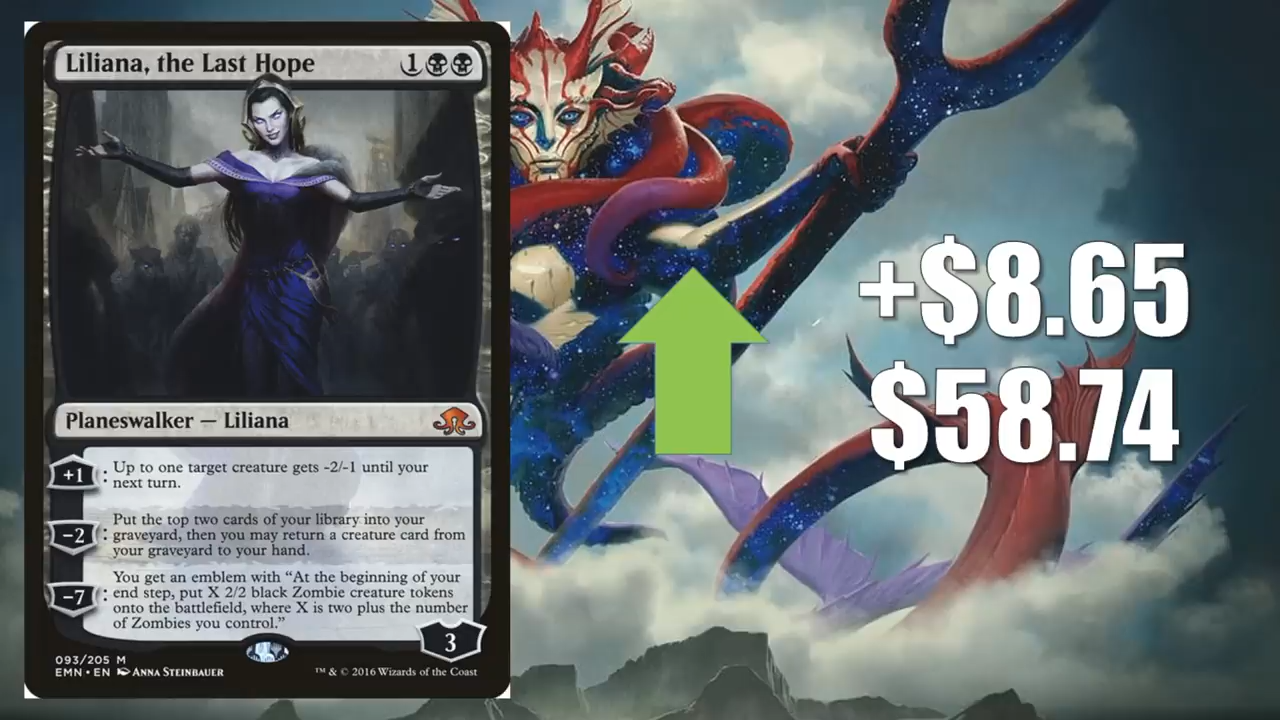 Liliana, the Last Hope 1
Planeswalker — Liliana
+1 : Up to one target creature gets -2/-1 until your
next turn.
-2 : Put the top two cards of your library into your
graveyard, then you may return a creature card from
your graveyard to your hand.
-7 : You get an emblem with “At the beginning of your
end step, put X 2/2 black Zombie creature tokens
onto the battlefield, where X is two plus the number
of Zombies you control.”
3
093/205 M
EMN • EN Anna Steinbauer
™ & © 2016 Wizards of the Coast
+$8.65
$58.74